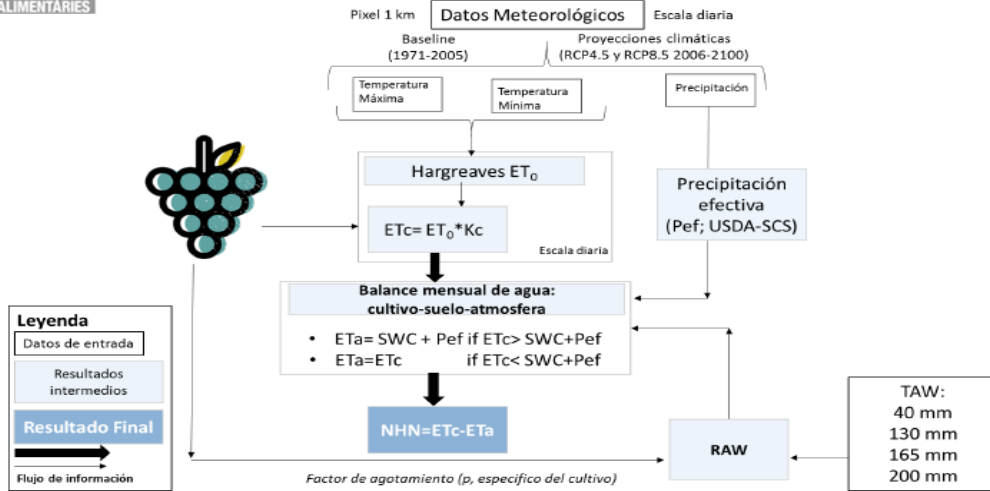 ALIMENTÀRIES
Pixel 1 km
Datos Meteorológicos
Escala diaria
Baseline
(1971-2005)
Proyecciones climáticas
(RCP4.5 y RCP8.5 2006-2100)
Temperatura
Máxima
Temperatura
Mínima
Precipitación
Hargreaves ET₀
ETc= ET₀*Kc
Escala diaria
Precipitación
efectiva
(Pef; USDA-SCS)
Balance mensual de agua:
cultivo-suelo-atmosfera
• ETa= SWC + Pef if ETc> SWC+Pef
• ETa=ETc if ETc< SWC+Pef
NHN=ETc-ETa
RAW
TAW:
40 mm
130 mm
165 mm
200 mm
Factor de agotamiento (p, especifico del cultivo)
Leyenda
Datos de entrada
Resultados
intermedios
Resultado Final
Flujo de información